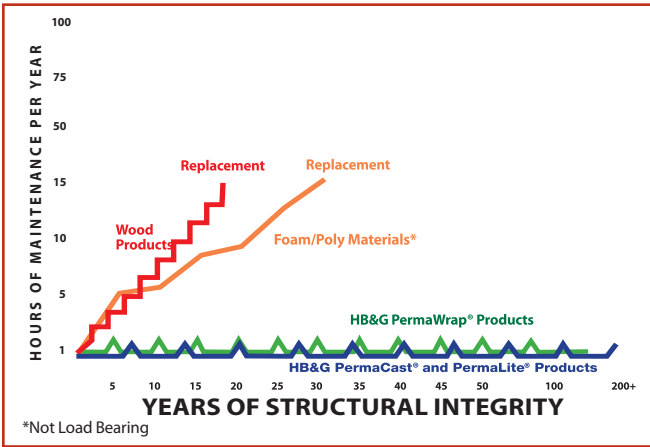 HOURS OF MAINTENANCE PER YEAR
100
75
50
15
10
5
1
Replacement
Replacement
Wood
Products
Foam/Poly Materials*
HB&G PermaWrap® Products
HB&G PermaCast® and PermaLite® Products
5 10 15 20 25 30 35 40 45 50 100 200+
YEARS OF STRUCTURAL INTEGRITY
*Not Load Bearing